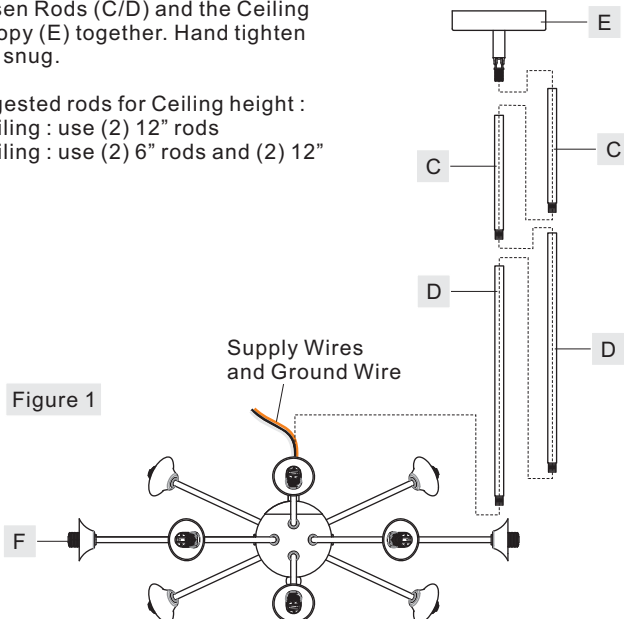 sen Rods (C/D) and the Ceiling
opy (E) together. Hand tighten
snug.
gested rods for Ceiling height :
iling : use (2) 12” rods
iling : use (2) 6” rods and (2) 12”
E
C
C
D
D
Supply Wires
and Ground Wire
Figure 1
F